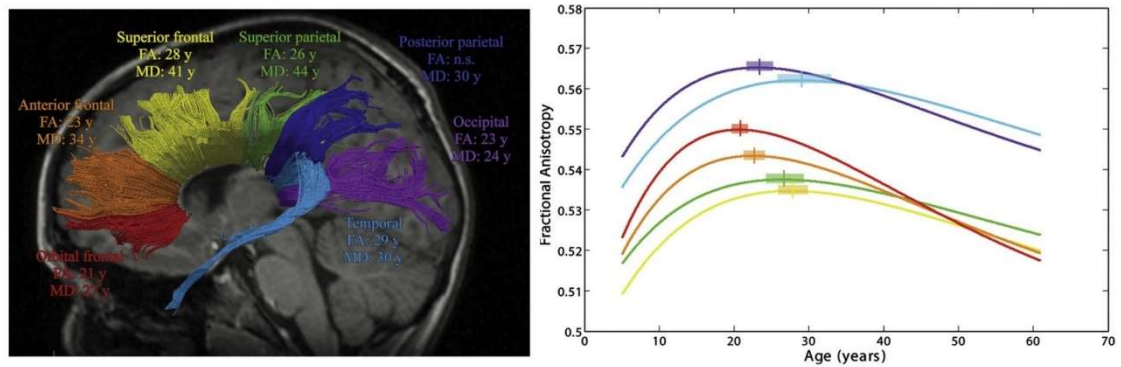 Superior frontal
FA: 28 y
MD: 41 y
Superior parietal
FA: 26 y
MD: 44 y
Posterior parietal
FA: n.s.
MD: 30 y
Anterior frontal
FA: 23 y
MD: 34 y
Occipital
FA: 23 y
MD: 24 y
Temporal
FA: 29 y
MD: 30 y
Orbital frontal
FA: 21 y
MD: y
Fractional Anisotropy
0.58
0.57
0.56
0.55
0.54
0.53
0.52
0.51
0.5
0 10 20 30 40 50 60 70
Age (years)